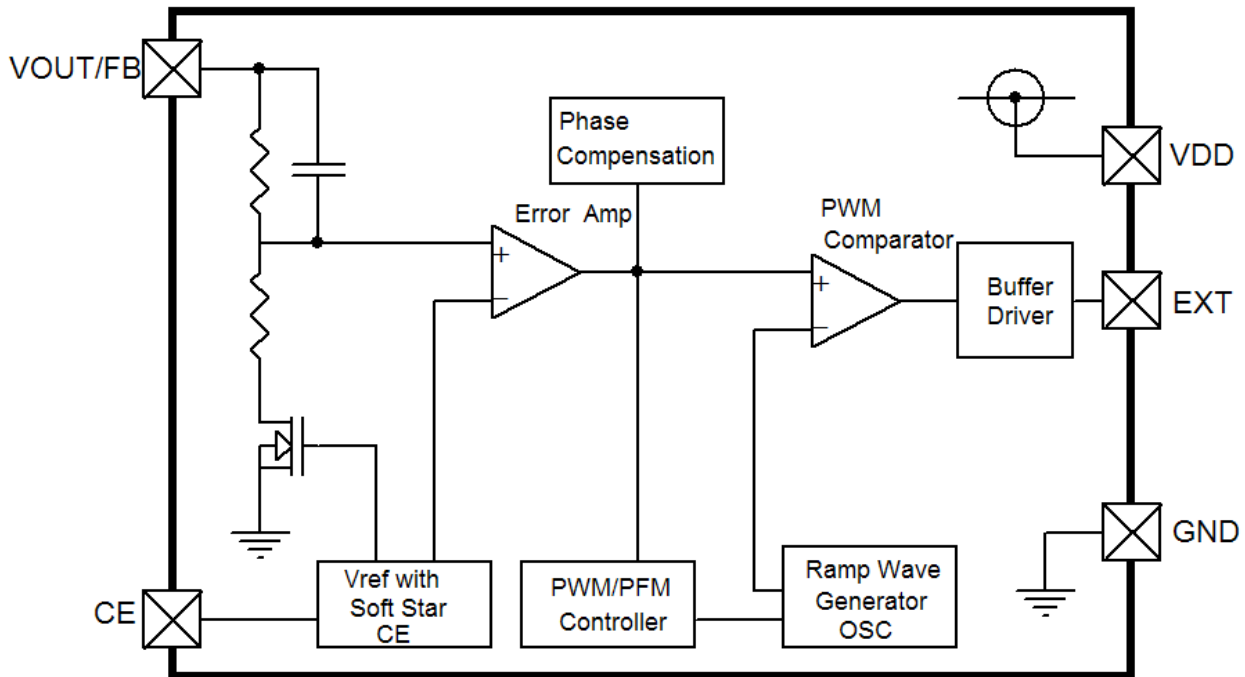 VOUT/FB
Phase
Compensation
VDD
Error Amp
+
−
PWM
Comparator
+
−
Buffer
Driver
EXT
GND
CE
Vref with
Soft Star
CE
PWM/PFM
Controller
Ramp Wave
Generator
OSC